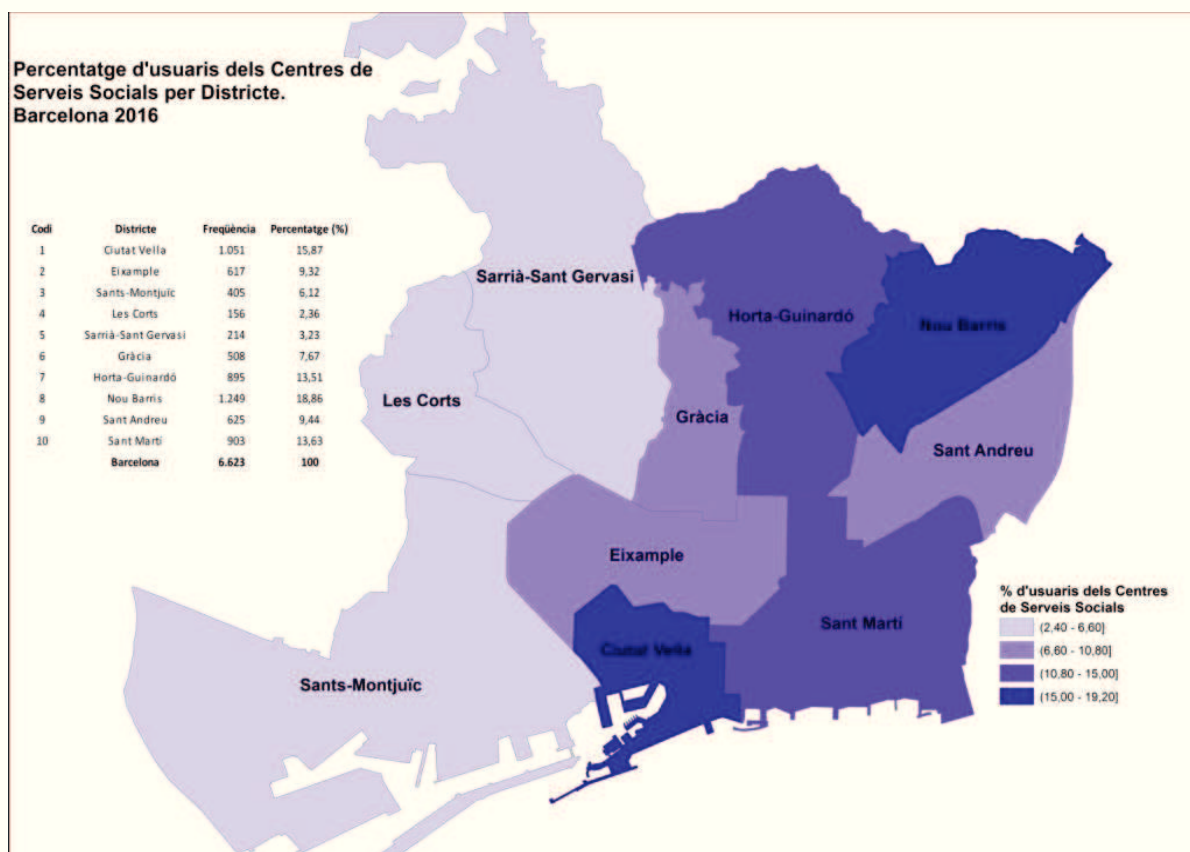 Percentatge d'usuaris dels Centres de
Serveis Socials per Districte.
Barcelona 2016
Codi Districte Freqüència Percentatge (%)
1 Ciutat Vella 1.051 15,87
2 Eixample 617 9,32
3 Sants-Montjuïc 405 6,12
4 Les Corts 156 2,36
5 Sarrià-Sant Gervasi 214 3,23
6 Gràcia 508 7,67
7 Horta-Guinardó 895 13,51
8 Nou Barris 1.249 18,86
9 Sant Andreu 625 9,44
10 Sant Martí 903 13,63
Barcelona 6.623 100
Sarrià-Sant Gervasi
Horta-Guinardó
Nou Barris
Les Corts
Gràcia
Sant Andreu
Eixample
Sant Martí
Ciutat Vella
Sants-Montjuïc
% d'usuaris dels Centres
de Serveis Socials
(2,40 - 6,60]
(6,60 - 10,80]
(10,80 - 15,00]
(15,00 - 19,20]